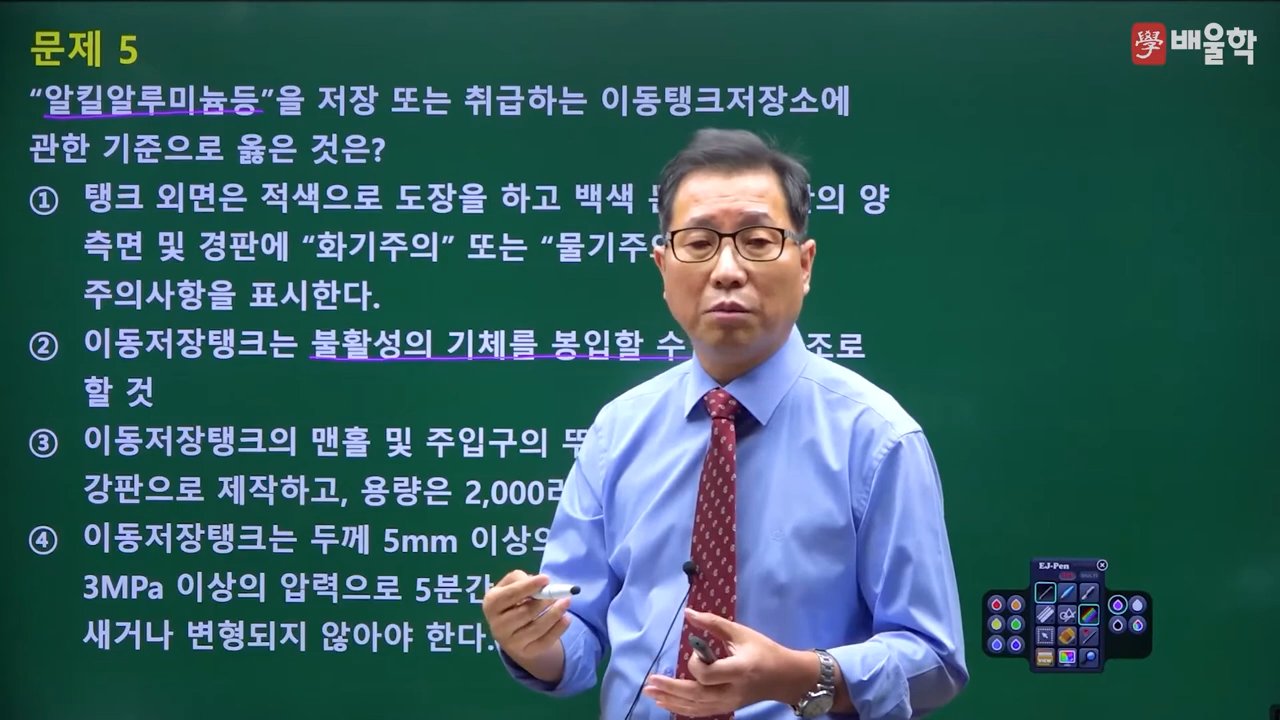 문제 5
學 배울학
“알킬알루미늄등”을 저장 또는 취급하는 이동탱크저장소에
관한 기준으로 옳은 것은?
① 탱크 외면은 적색으로 도장을 하고 백색 양
측면 및 경판에 “화기주의” 또는
주의사항을 표시한다.
② 이동저장탱크는 불활성의 기체를 봉입할 수
할 것
③ 이동저장탱크의 맨홀 및 주입구의
강판으로 제작하고, 용량은
④ 이동저장탱크는 두께 5mm
3MPa 이상의 압력으로
새거나 변형되지 않아야 한다.
EJ-Pen